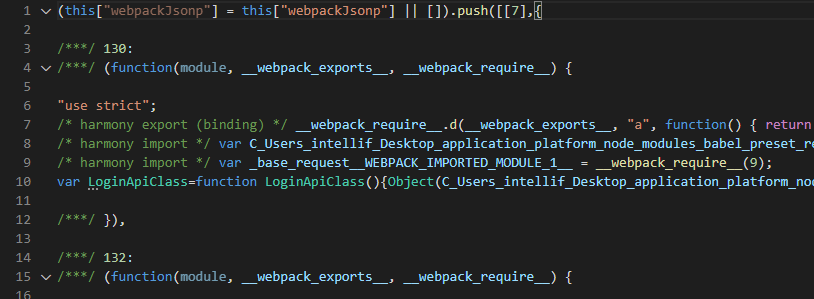 1 (this["webpackJsonp"] = this["webpackJsonp"] || []).push([[7],{
2
3 /***/ 130:
4 /***/ (function(module, __webpack_exports__, __webpack_require__) {
5
6 "use strict";
7 /* harmony export (binding) */ __webpack_require__.d(__webpack_exports__, "a", function() { return
8 /* harmony import */ var C_Users_intellif_Desktop_application_platform_node_modules_babel_preset_re
9 /* harmony import */ var _base_request__WEBPACK_IMPORTED_MODULE_1__ = __webpack_require__(9);
10 var LoginApiClass=function LoginApiClass(){Object(C_Users_intellif_Desktop_application_platform_nod
11
12 /***/ }),
13
14 /***/ 132:
15 /***/ (function(module, __webpack_exports__, __webpack_require__) {
16